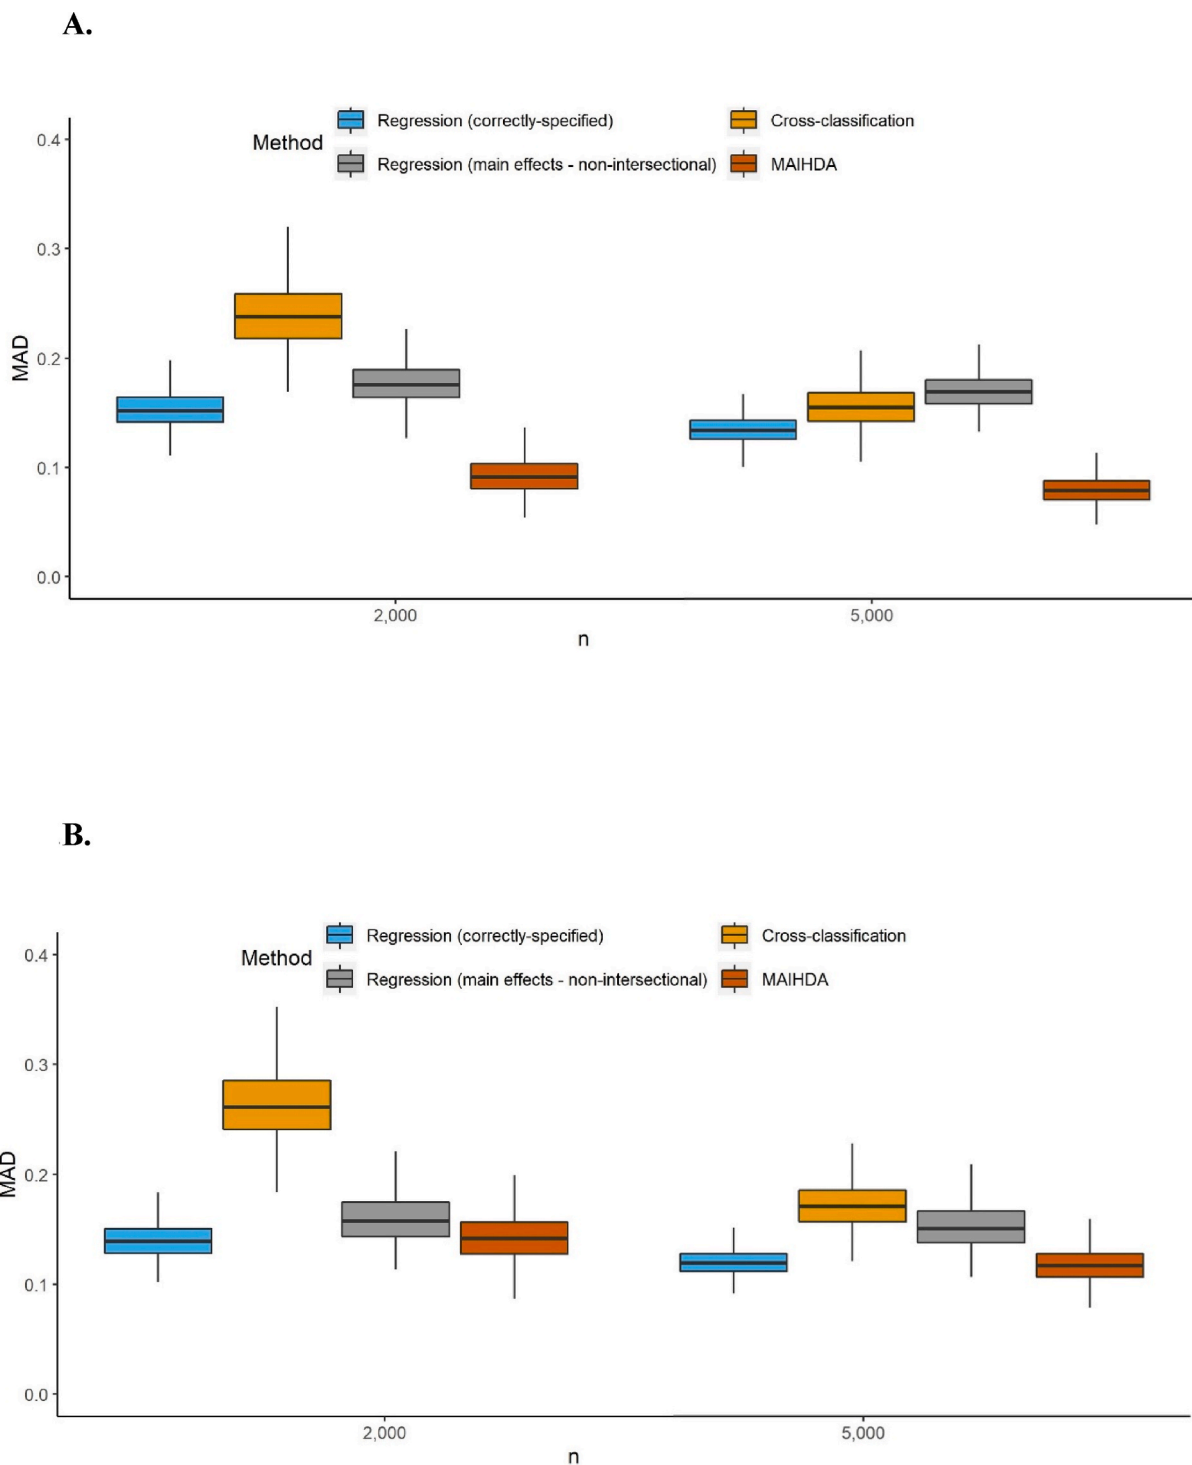 A.
Method
Regression (correctly-specified)
Cross-classification
Regression (main effects - non-intersectional)
MAIHDA
0.4
0.3
0.2
0.1
0.0
MAD
2,000
5,000
n
B.
Method
Regression (correctly-specified)
Cross-classification
Regression (main effects - non-intersectional)
MAIHDA
0.4
0.3
0.2
0.1
0.0
MAD
2,000
5,000
n